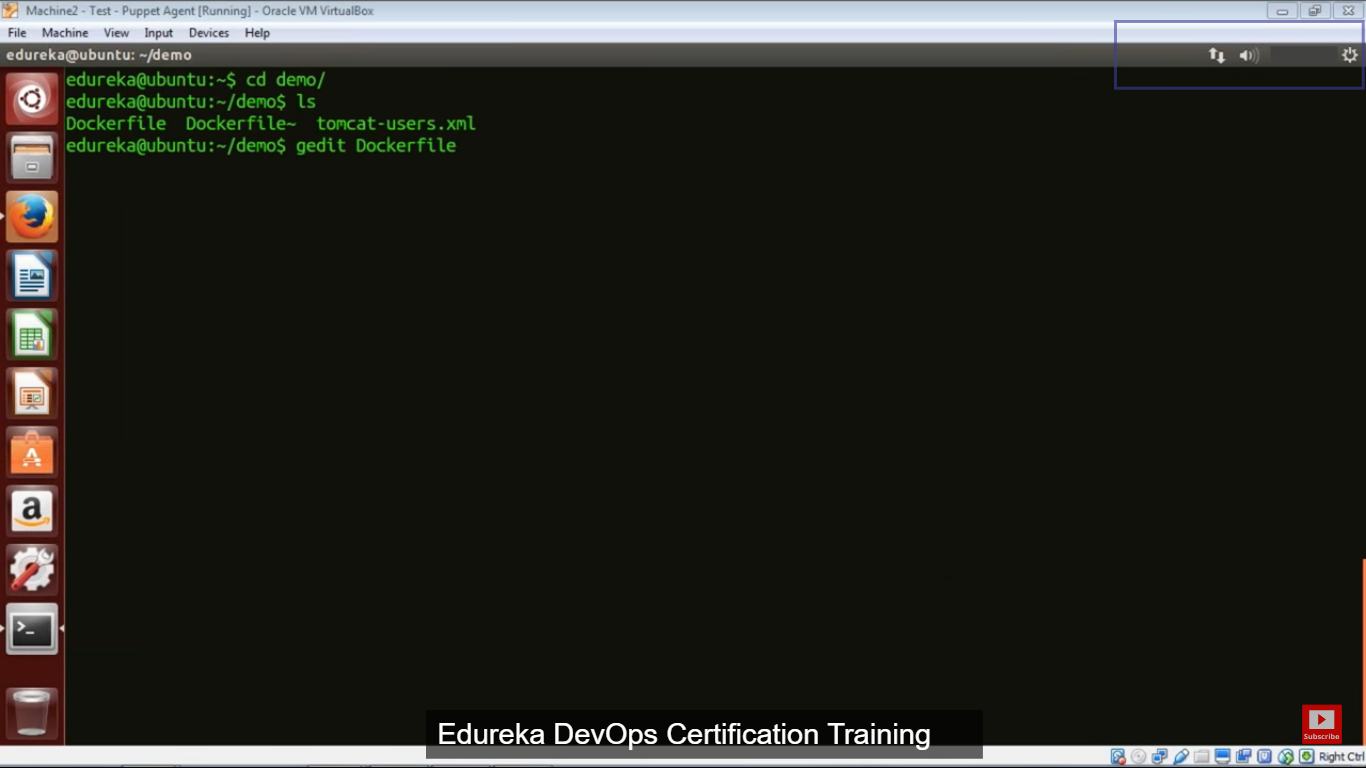 Machine2 - Test - Puppet Agent [Running] - Oracle VM VirtualBox
File Machine View Input Devices Help
edureka@ubuntu: ~/demo
edureka@ubuntu:~$ cd demo/
edureka@ubuntu:~/demo$ ls
Dockerfile Dockerfile~ tomcat-users.xml
edureka@ubuntu:~/demo$ gedit Dockerfile
a
Subscribe
Edureka DevOps Certification Training
Right Ctrl